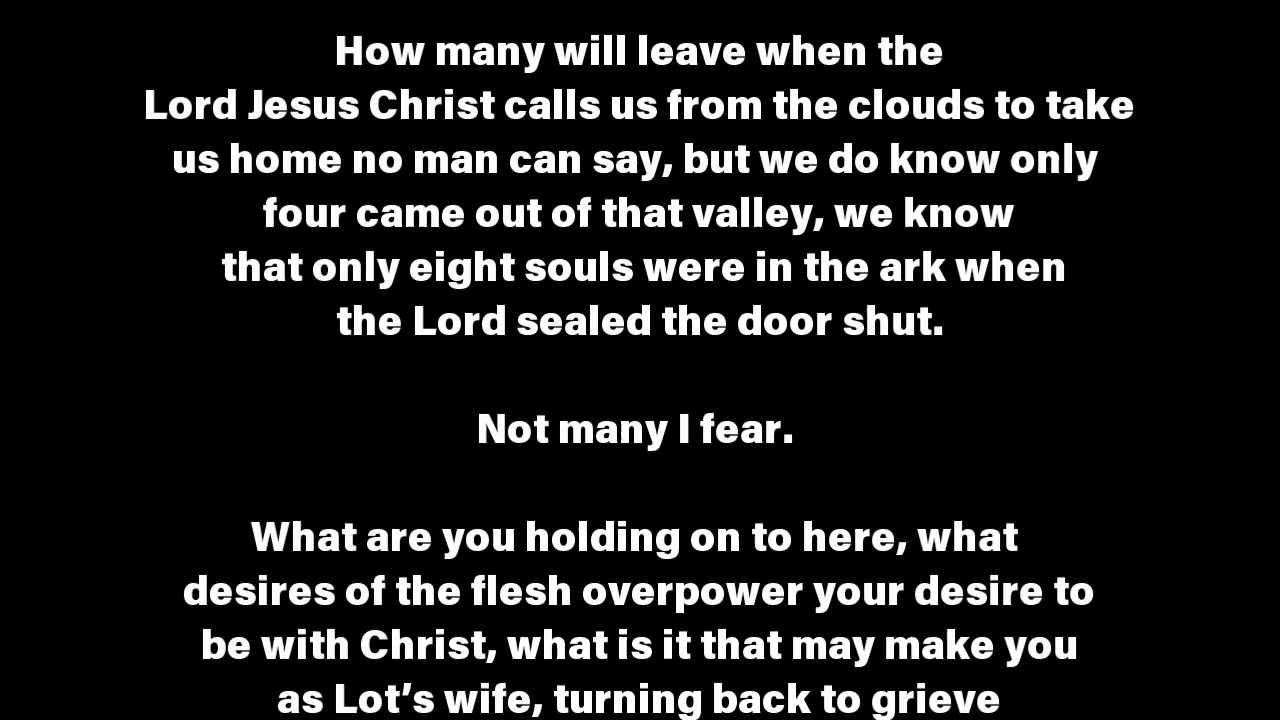 How many will leave when the
Lord Jesus Christ calls us from the clouds to take
us home no man can say, but we do know only
four came out of that valley, we know
that only eight souls were in the ark when
the Lord sealed the door shut.
Not many I fear.
What are you holding on to here, what
desires of the flesh overpower your desire to
be with Christ, what is it that may make you
as Lot’s wife, turning back to grieve